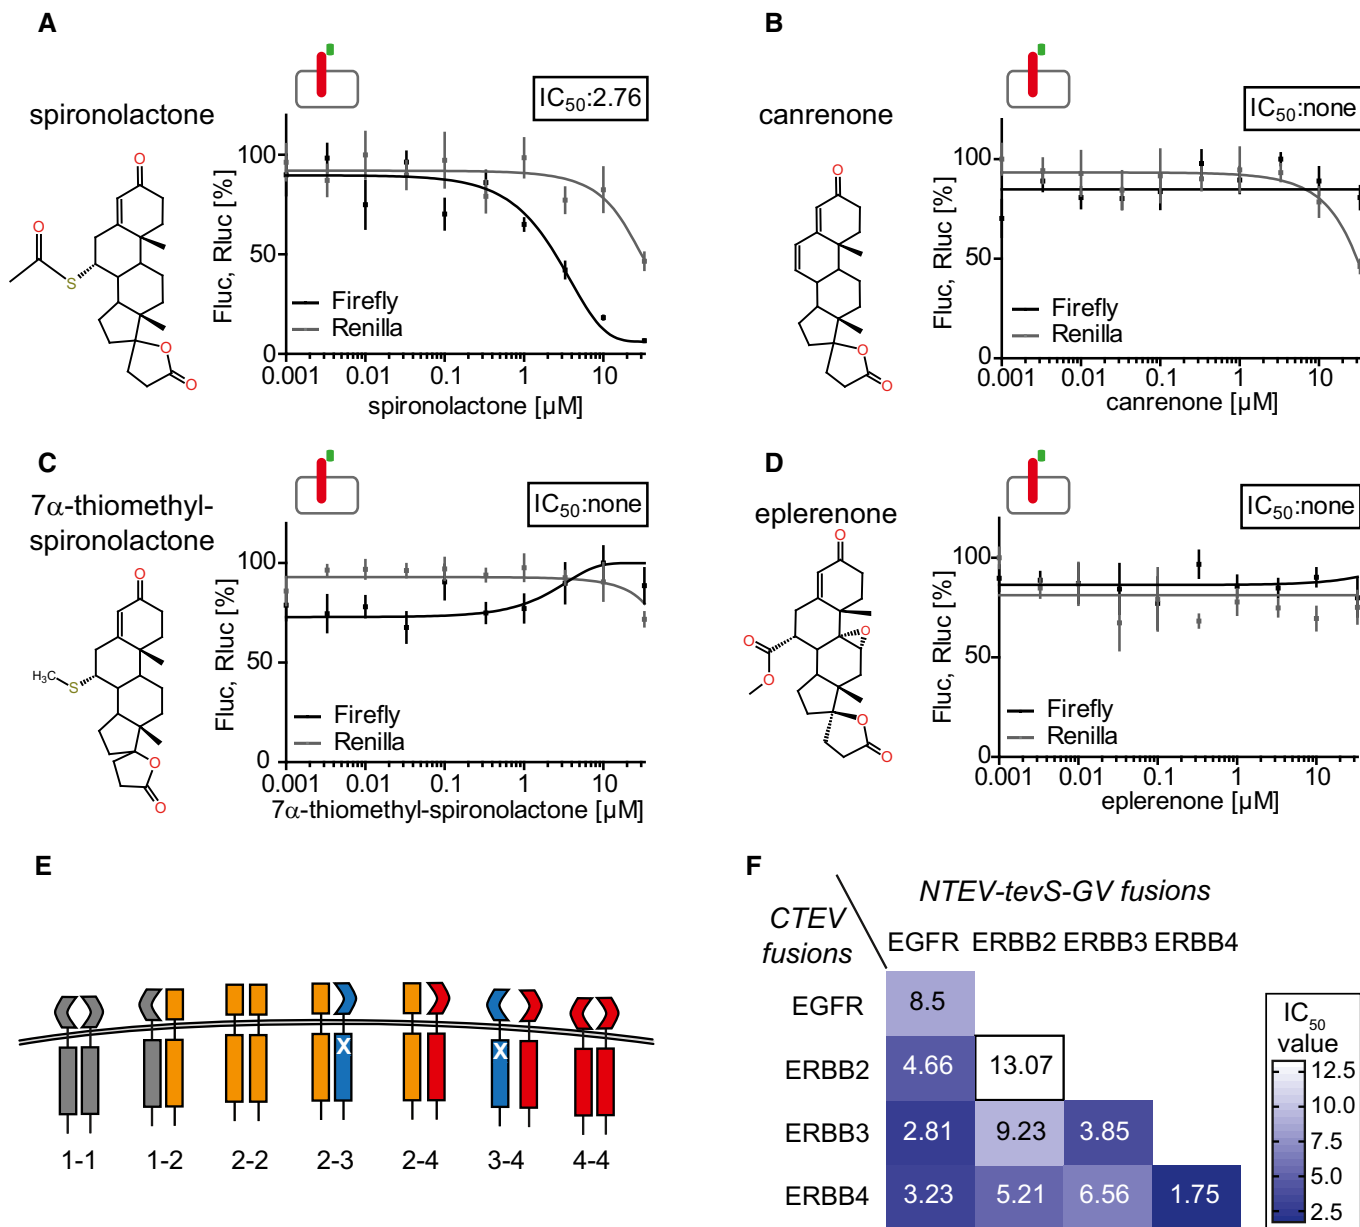 A
spironolactone
IC50:2.76
O
O
S
O
O
Fluc, Rluc [%]
100
50
0
Firefly
Renilla
0.001 0.01 0.1 1 10
spironolactone [µM]
B
canrenone
IC50:none
O
O
O
Fluc, Rluc [%]
100
50
0
Firefly
Renilla
0.001 0.01 0.1 1 10
canrenone [µM]
C
7α-thiomethyl-
spironolactone
IC50:none
O
H3C
S
O
O
Fluc, Rluc [%]
100
50
0
Firefly
Renilla
0.001 0.01 0.1 1 10
7α-thiomethyl-spironolactone [µM]
D
eplerenone
IC50:none
O
O
O
O
O
O
Fluc, Rluc [%]
100
50
0
Firefly
Renilla
0.001 0.01 0.1 1 10
eplerenone [µM]
E
X
X
1-1 1-2 2-2 2-3 2-4 3-4 4-4
F
NTEV-tevS-GV fusions
CTEV
fusions
EGFR ERBB2 ERBB3 ERBB4
EGFR 8.5
ERBB2 4.66 13.07
ERBB3 2.81 9.23 3.85
ERBB4 3.23 5.21 6.56 1.75
IC50
value
12.5
10.0
7.5
5.0
2.5